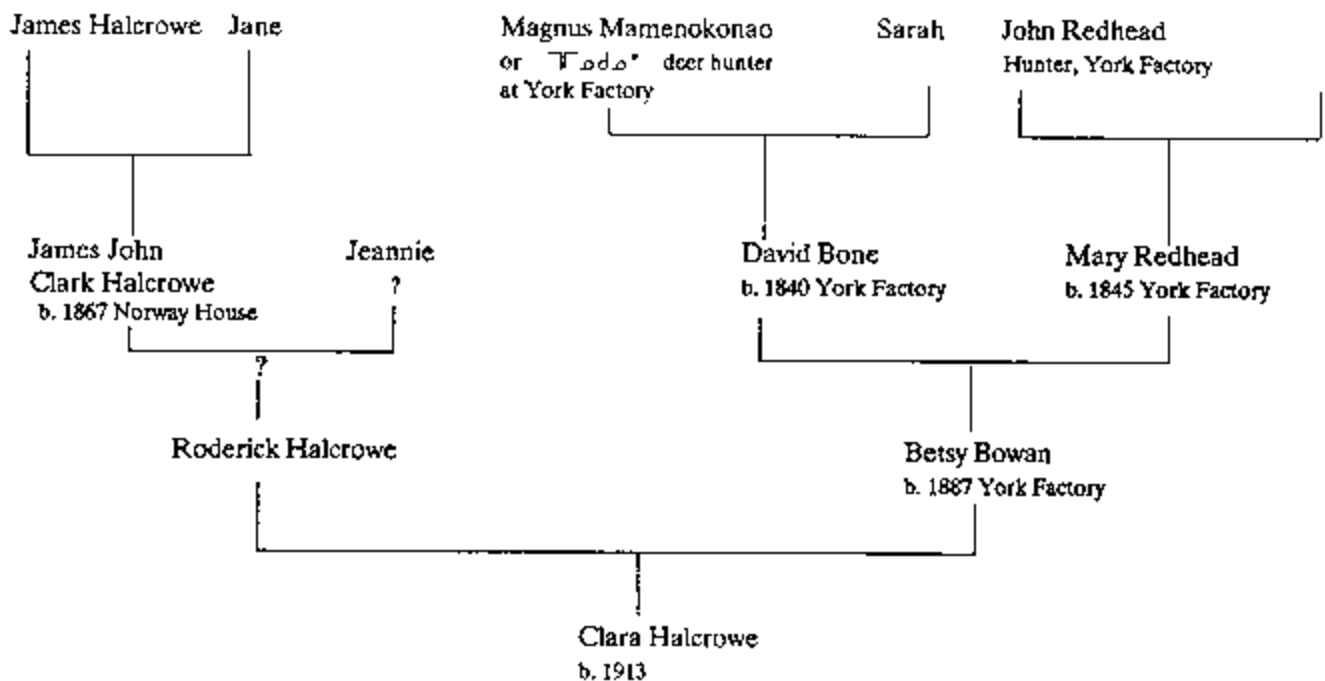 James Halcrowe Jane
Magnus Mamenokonao Sarah
or deer hunter
at York Factory
John Redhead
Hunter, York Factory
James John
Clark Halcrowe
b. 1867 Norway House
Jeannie
?
David Bone
b. 1840 York Factory
Mary Redhead
b. 1845 York Factory
?
Roderick Halcrowe
Betsy Bowan
b. 1887 York Factory
Clara Halcrowe
b. 1913